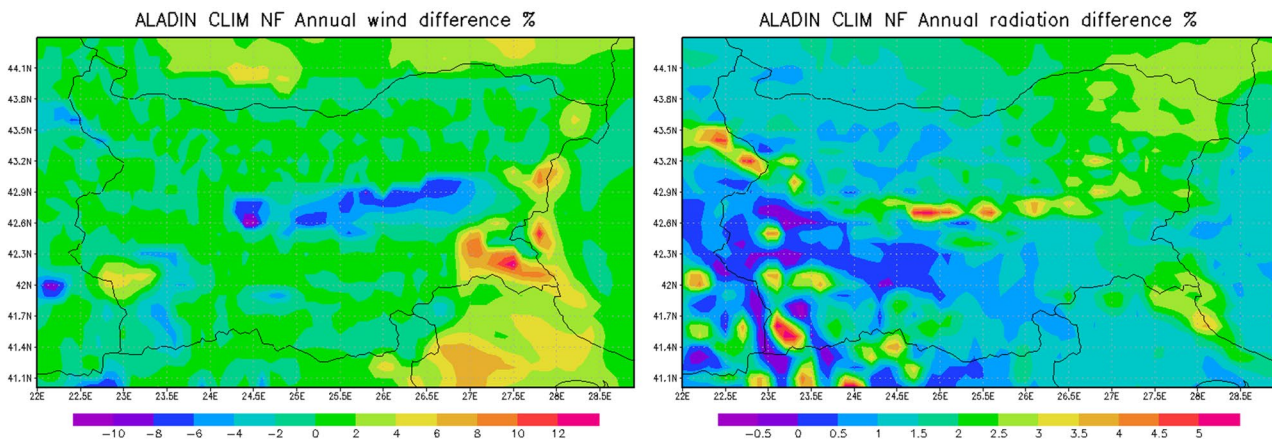 ALADIN CLIM NF Annual wind difference %
44.1N
43.8N
43.5N
43.2N
42.9N
42.6N
42.3N
42N
41.7N
41.4N
41.1N
22E 22.5E 23E 23.5E 24E 24.5E 25E 25.5E 26E 26.5E 27E 27.5E 28E 28.5E
-10 -8 -6 -4 -2 0 2 4 6 8 10 12
ALADIN CLIM NF Annual radiation difference %
44.1N
43.8N
43.5N
43.2N
42.9N
42.6N
42.3N
42N
41.7N
41.4N
41.1N
22E 22.5E 23E 23.5E 24E 24.5E 25E 25.5E 26E 26.5E 27E 27.5E 28E 28.5E
-0.5 0 0.5 1 1.5 2 2.5 3 3.5 4 4.5 5